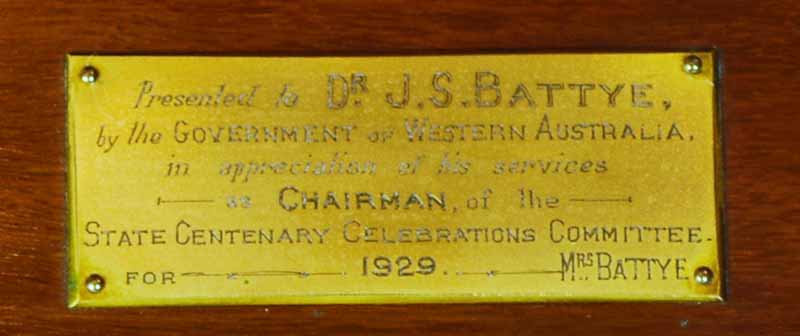 Presented to DR. J.S. BATTYE,
by the GOVERNMENT OF WESTERN AUSTRALIA,
in appreciation of his services
as CHAIRMAN, of the
STATE CENTENARY CELEBRATIONS COMMITTEE.
FOR 1929. MRS. BATTYE